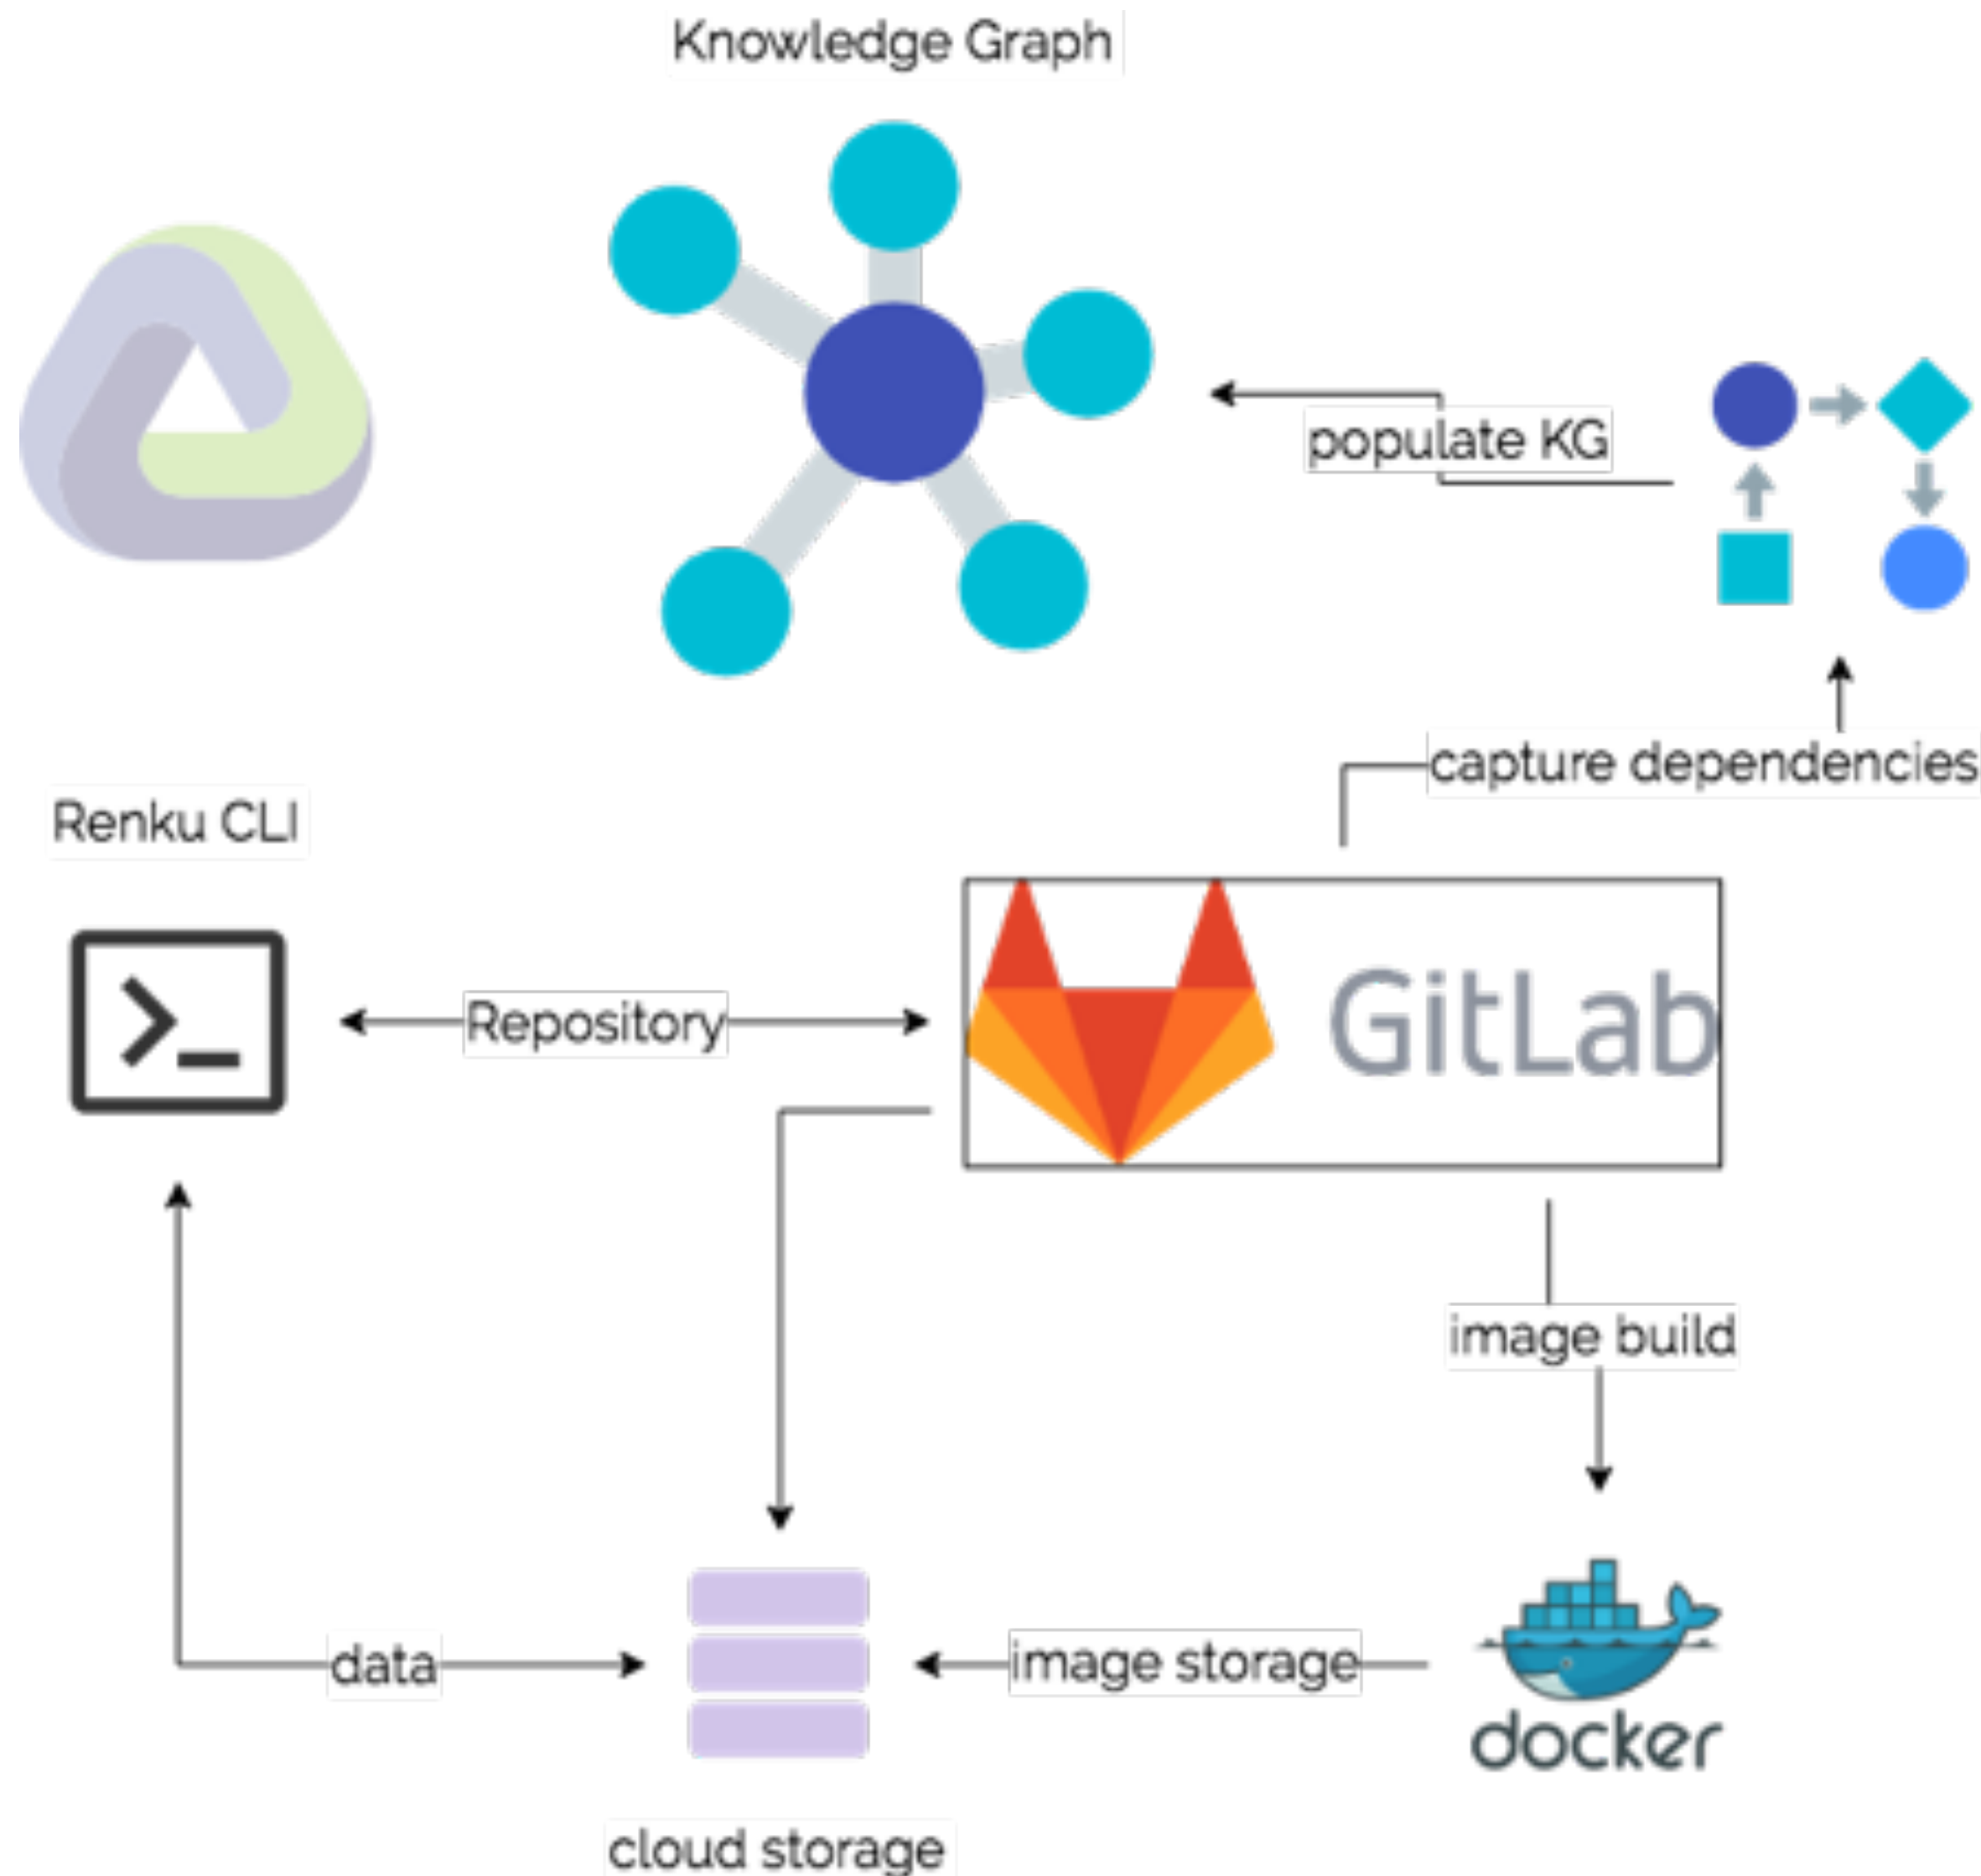 Knowledge Graph
populate KG
capture dependencies
Renku CLI
Repository
GitLab
image build
data
image storage
docker
cloud storage